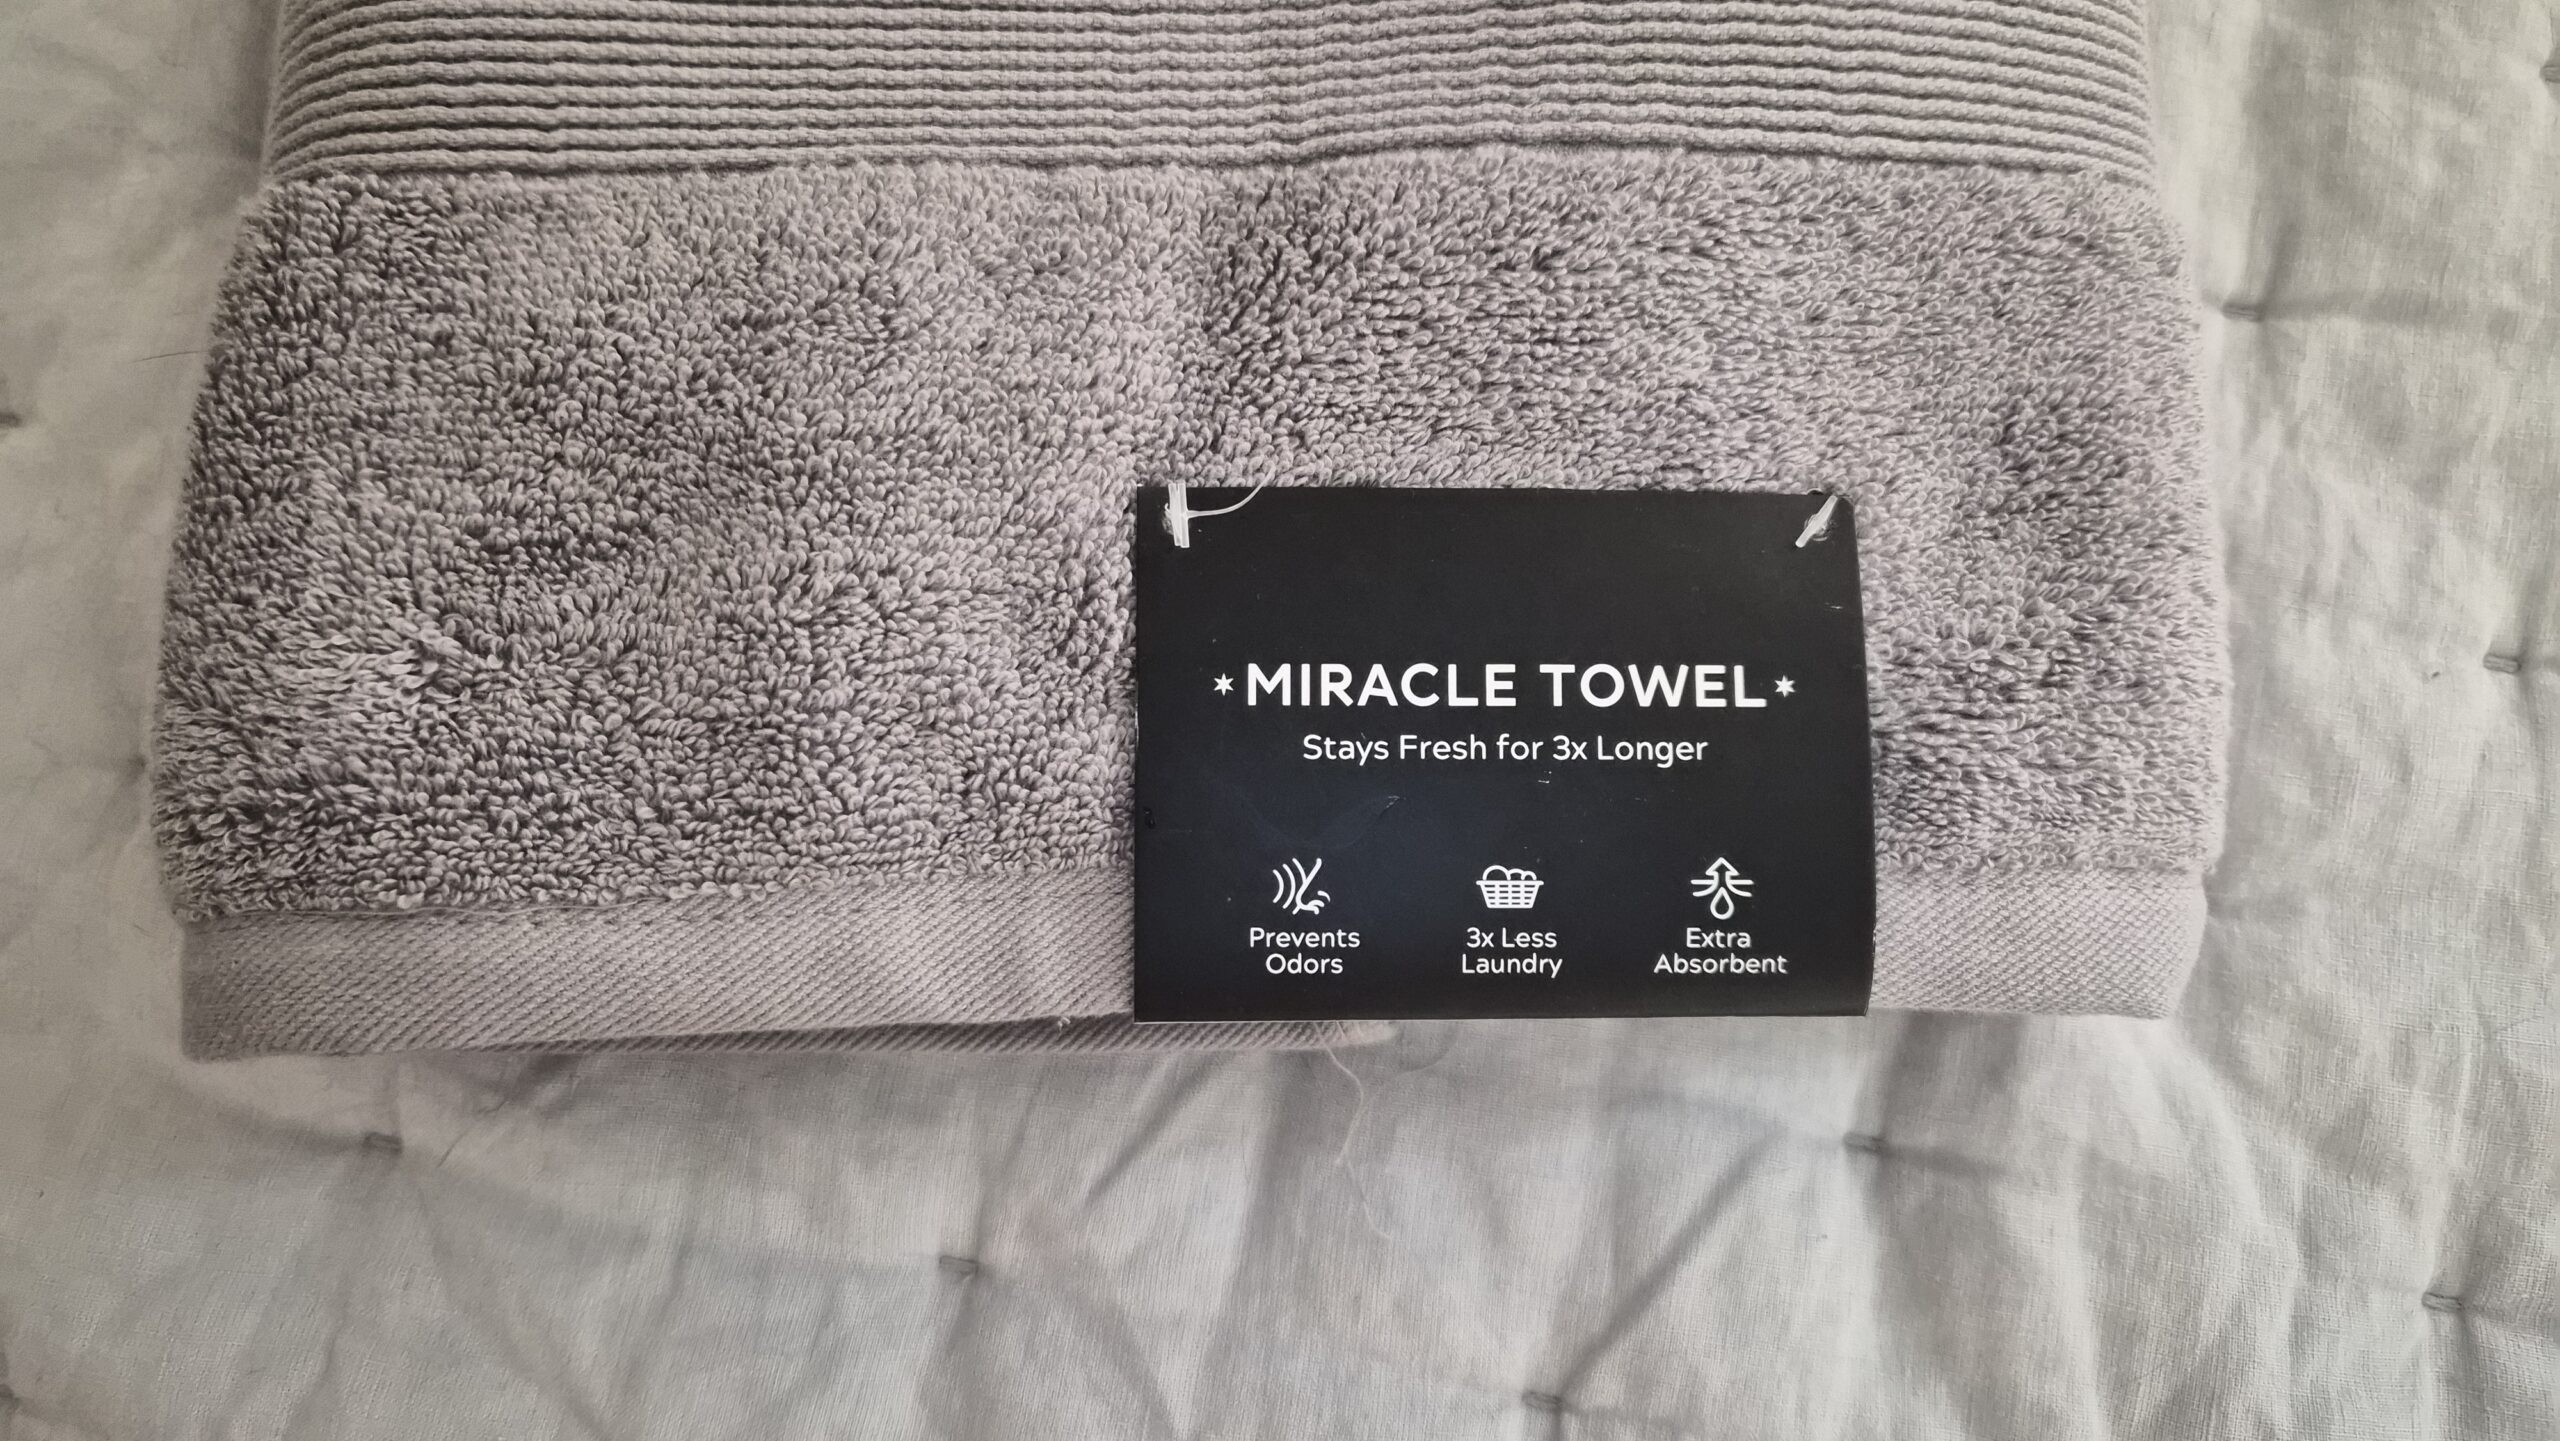 *MIRACLE TOWEL*
Stays Fresh for 3x Longer
Prevents
Odors
3x Less
Laundry
Extra
Absorbent